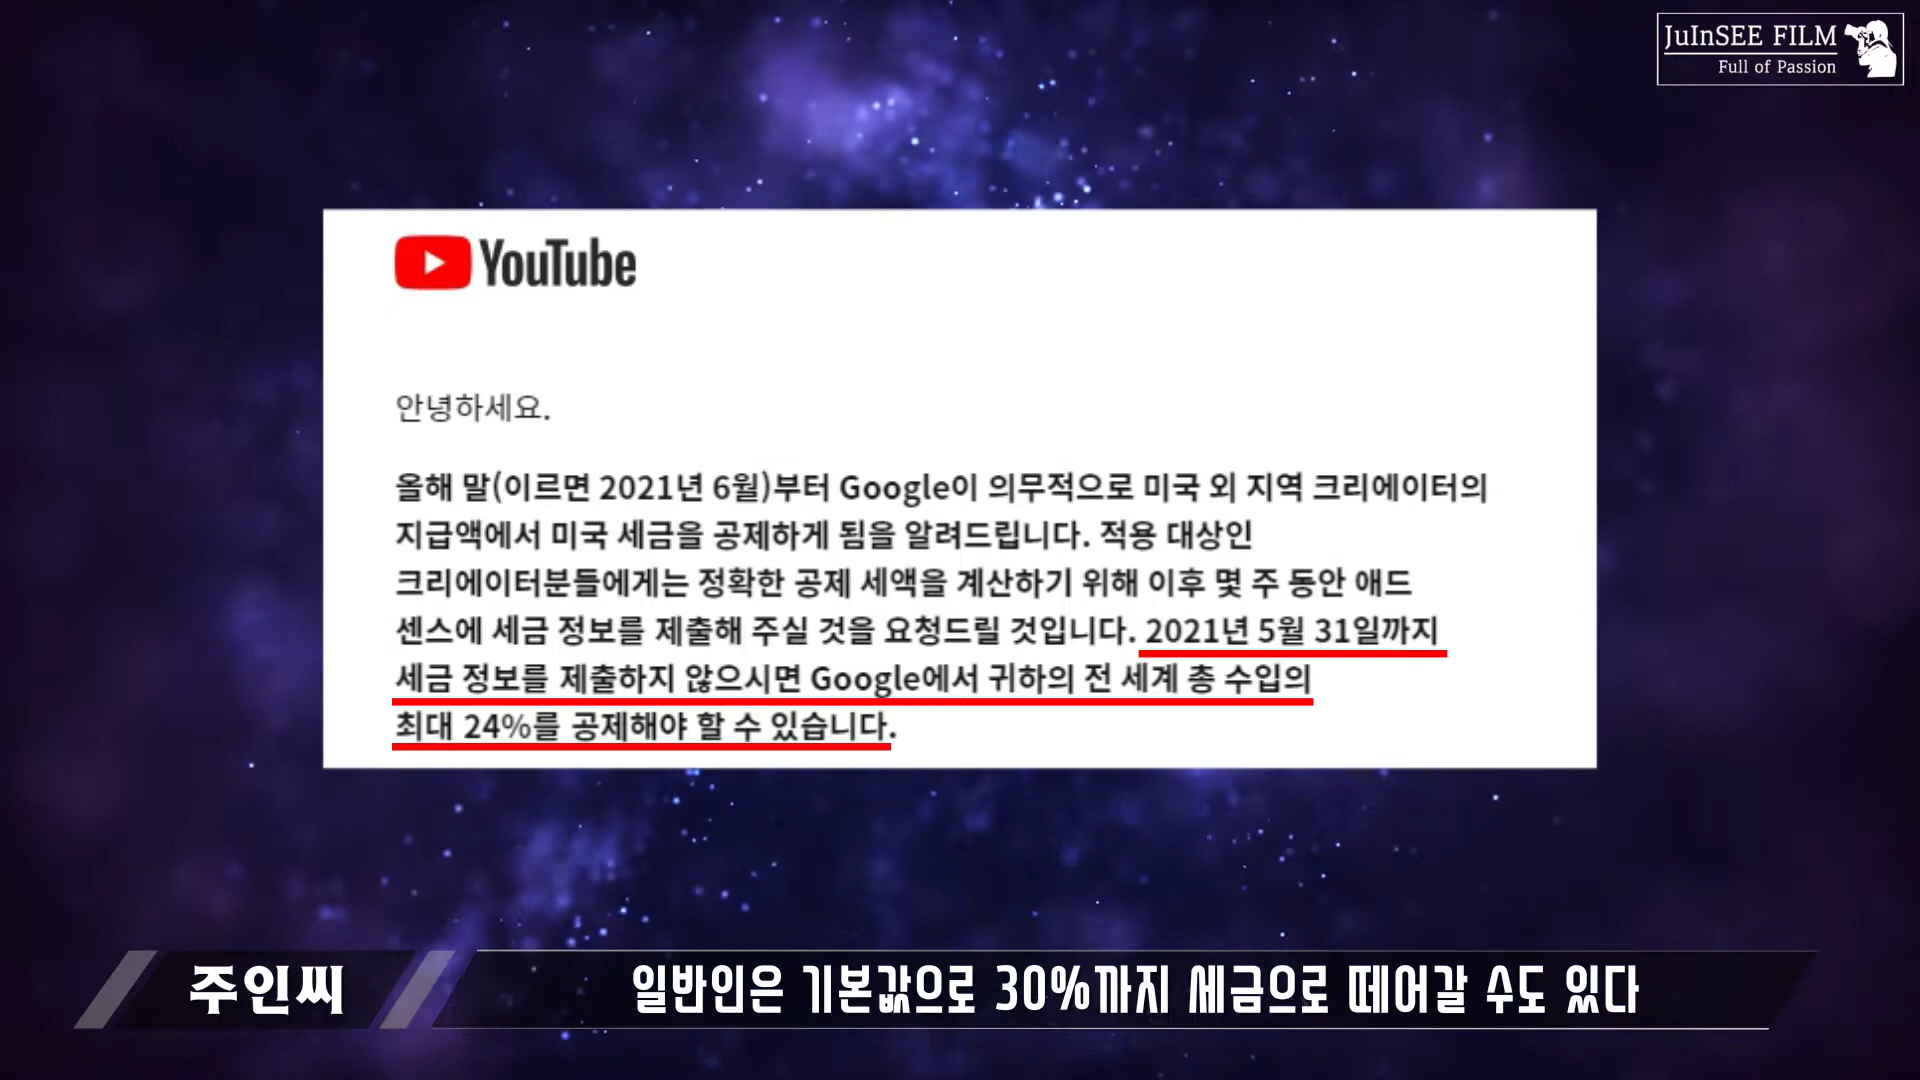 JuInSEE FILM
Full of Passion
YouTube
안녕하세요.
올해 말(이르면 2021년 6월)부터 Google이 의무적으로 미국 외 지역 크리에이터의
지급액에서 미국 세금을 공제하게 됨을 알려드립니다. 적용 대상인
크리에이터분들에게는 정확한 공제 세액을 계산하기 위해 이후 몇 주 동안 애드
센스에 세금 정보를 제출해 주실 것을 요청드릴 것입니다. 2021년 5월 31일까지
세금 정보를 제출하지 않으시면 Google에서 귀하의 전 세계 총 수입의
최대 24%를 공제해야 할 수 있습니다.
주인씨
일반인은 기본값으로 30%까지 세금으로 떼어갈 수도 있다